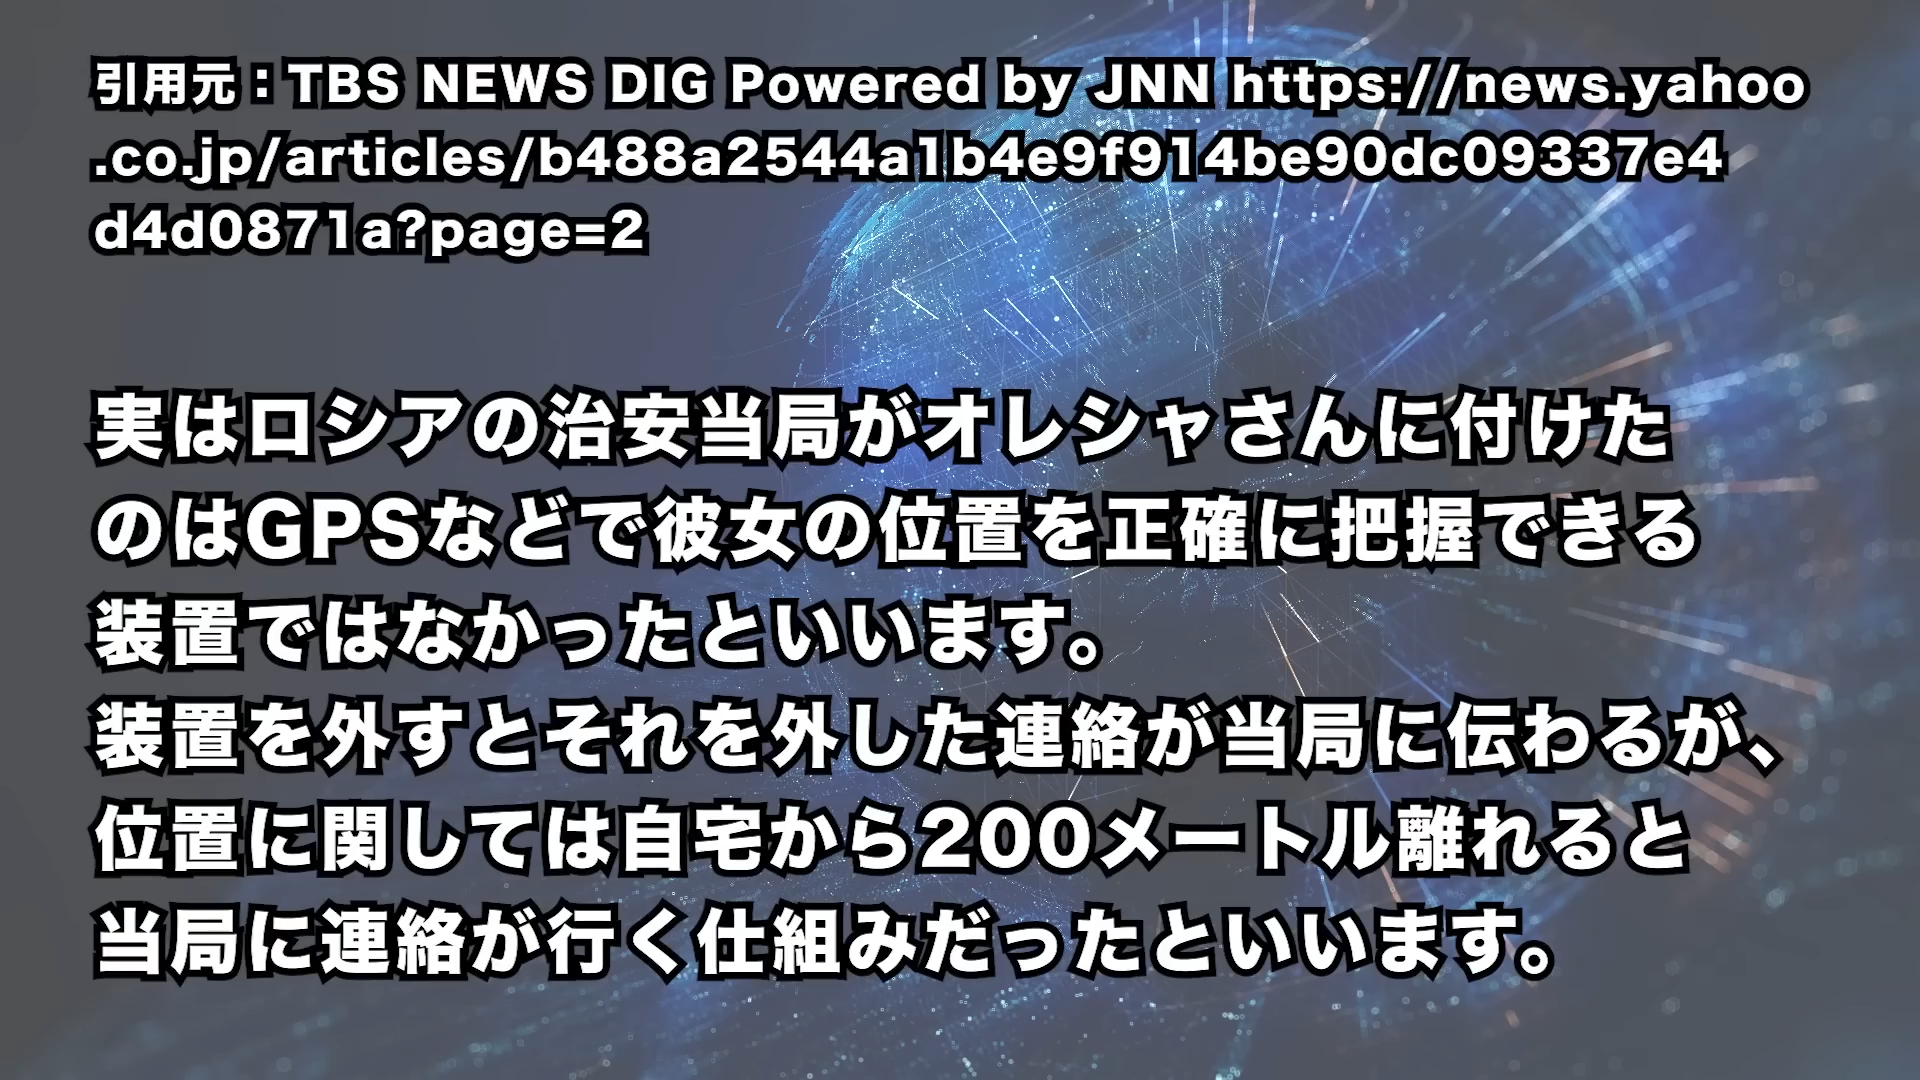 引用元：TBS NEWS DIG Powered by JNN https://news.yahoo
.co.jp/articles/b488a2544a1b4e9f914be90dc09337e4
d4d0871a?page=2
実はロシアの治安当局がオレシャさんに付けた
のはGPSなどで彼女の位置を正確に把握できる
装置ではなかったといいます。
装置を外すとそれを外した連絡が当局に伝わるが、
位置に関しては自宅から200メートル離れると
当局に連絡が行く仕組みだったといいます。